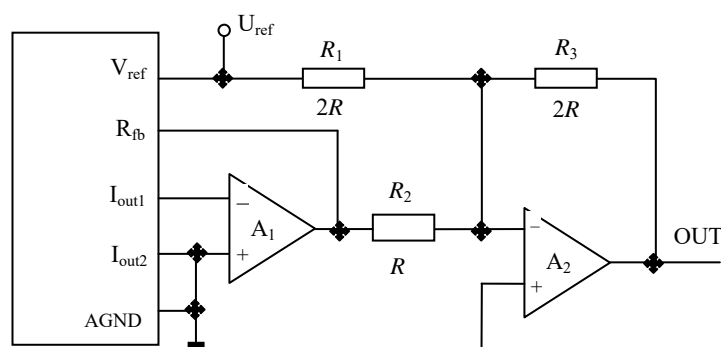 U_ref
R_1
R_3
V_ref
2R
2R
R_fb
I_out1
−
R_2
A_1
−
OUT
I_out2
+
R
A_2
+
AGND